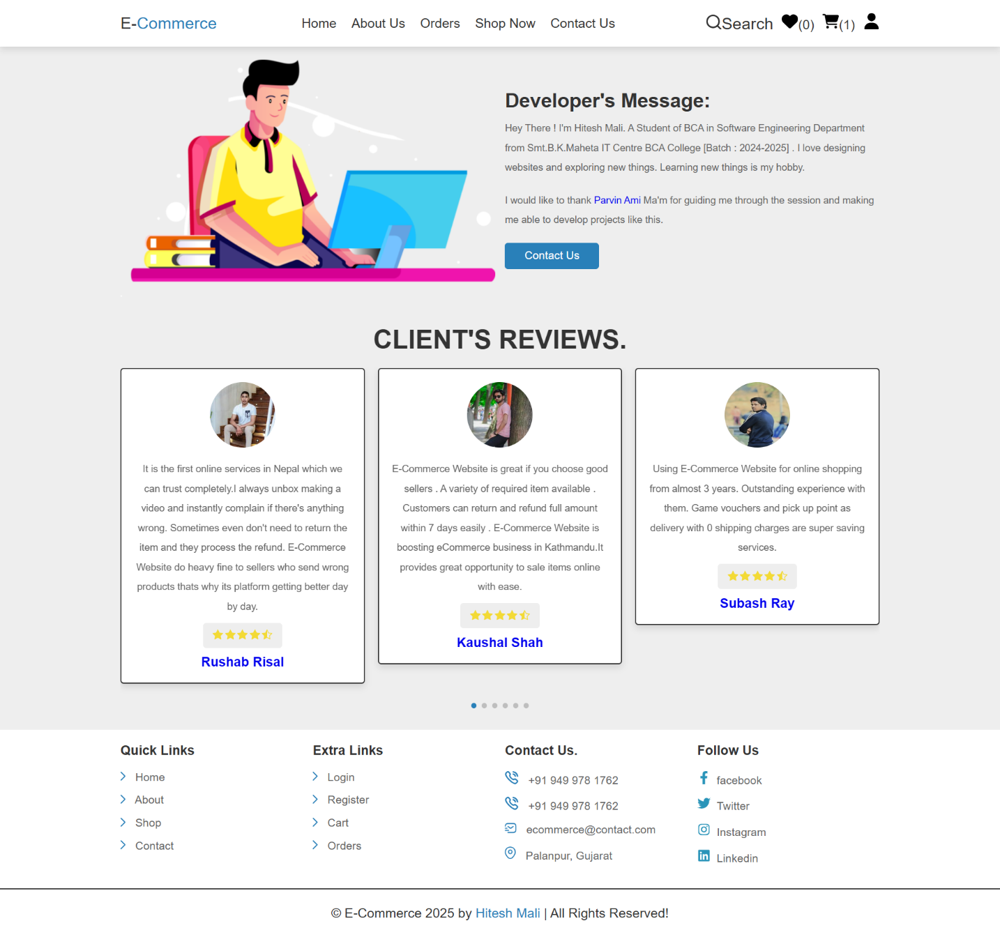 E-Commerce
Home About Us Orders Shop Now Contact Us
Search (0) (1)
Developer's Message:
Hey There ! I'm Hitesh Mali. A Student of BCA in Software Engineering Department
from Smt.B.K.Maheta IT Centre BCA College [Batch : 2024-2025] . I love designing
websites and exploring new things. Learning new things is my hobby.
I would like to thank Parvin Ami Ma'm for guiding me through the session and making
me able to develop projects like this.
Contact Us
CLIENT'S REVIEWS.
It is the first online services in Nepal which we
can trust completely.I always unbox making a
video and instantly complain if there's anything
wrong. Sometimes even don't need to return the
item and they process the refund. E-Commerce
Website do heavy fine to sellers who send wrong
products thats why its platform getting better day
by day.
Rushab Risal
E-Commerce Website is great if you choose good
sellers . A variety of required item available .
Customers can return and refund full amount
within 7 days easily . E-Commerce Website is
boosting eCommerce business in Kathmandu.It
provides great opportunity to sale items online
with ease.
Kaushal Shah
Using E-Commerce Website for online shopping
from almost 3 years. Outstanding experience with
them. Game vouchers and pick up point as
delivery with 0 shipping charges are super saving
services.
Subash Ray
Quick Links
Home
About
Shop
Contact
Extra Links
Login
Register
Cart
Orders
Contact Us.
+91 949 978 1762
+91 949 978 1762
ecommerce@contact.com
Palanpur, Gujarat
Follow Us
facebook
Twitter
Instagram
Linkedin
© E-Commerce 2025 by Hitesh Mali | All Rights Reserved!